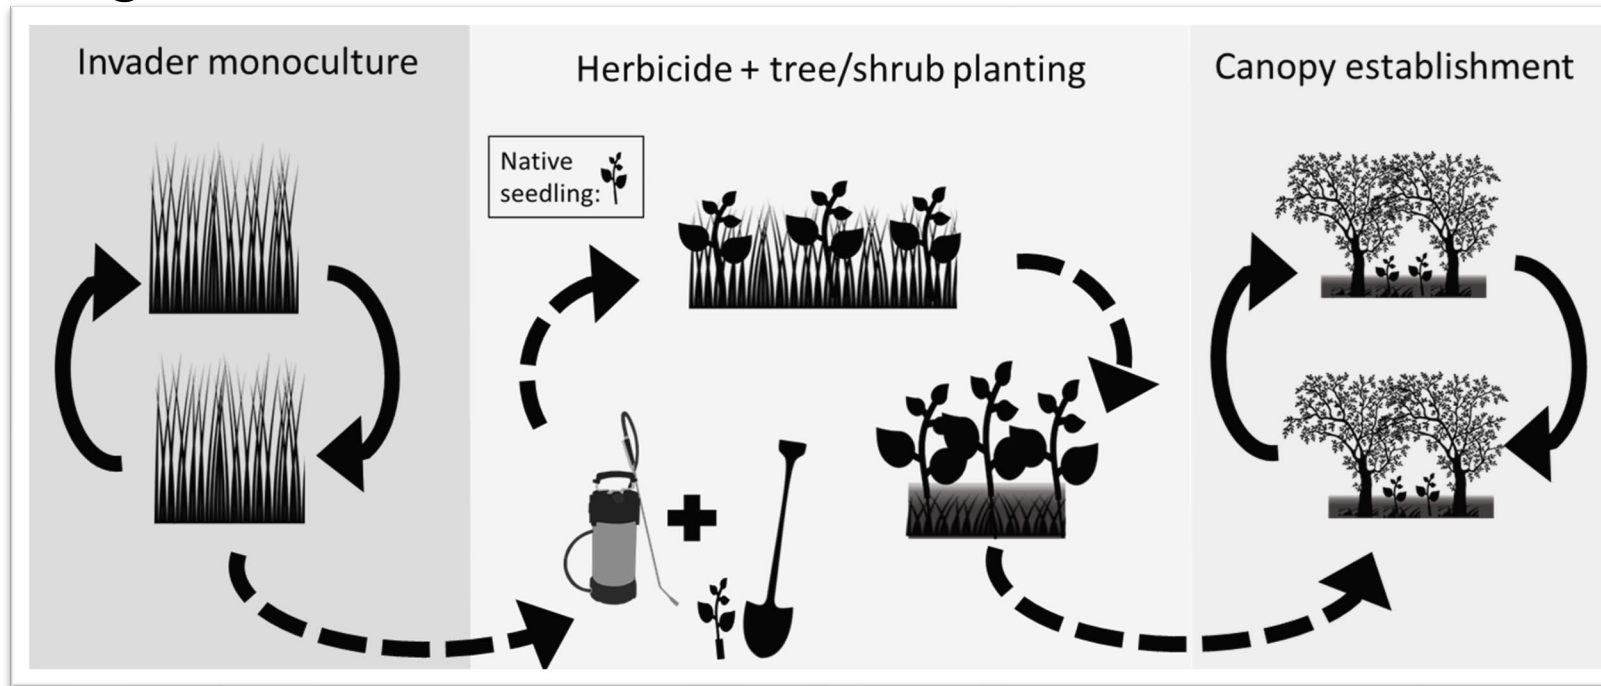 Invader monoculture
Herbicide + tree/shrub planting
Canopy establishment
Native
seedling: